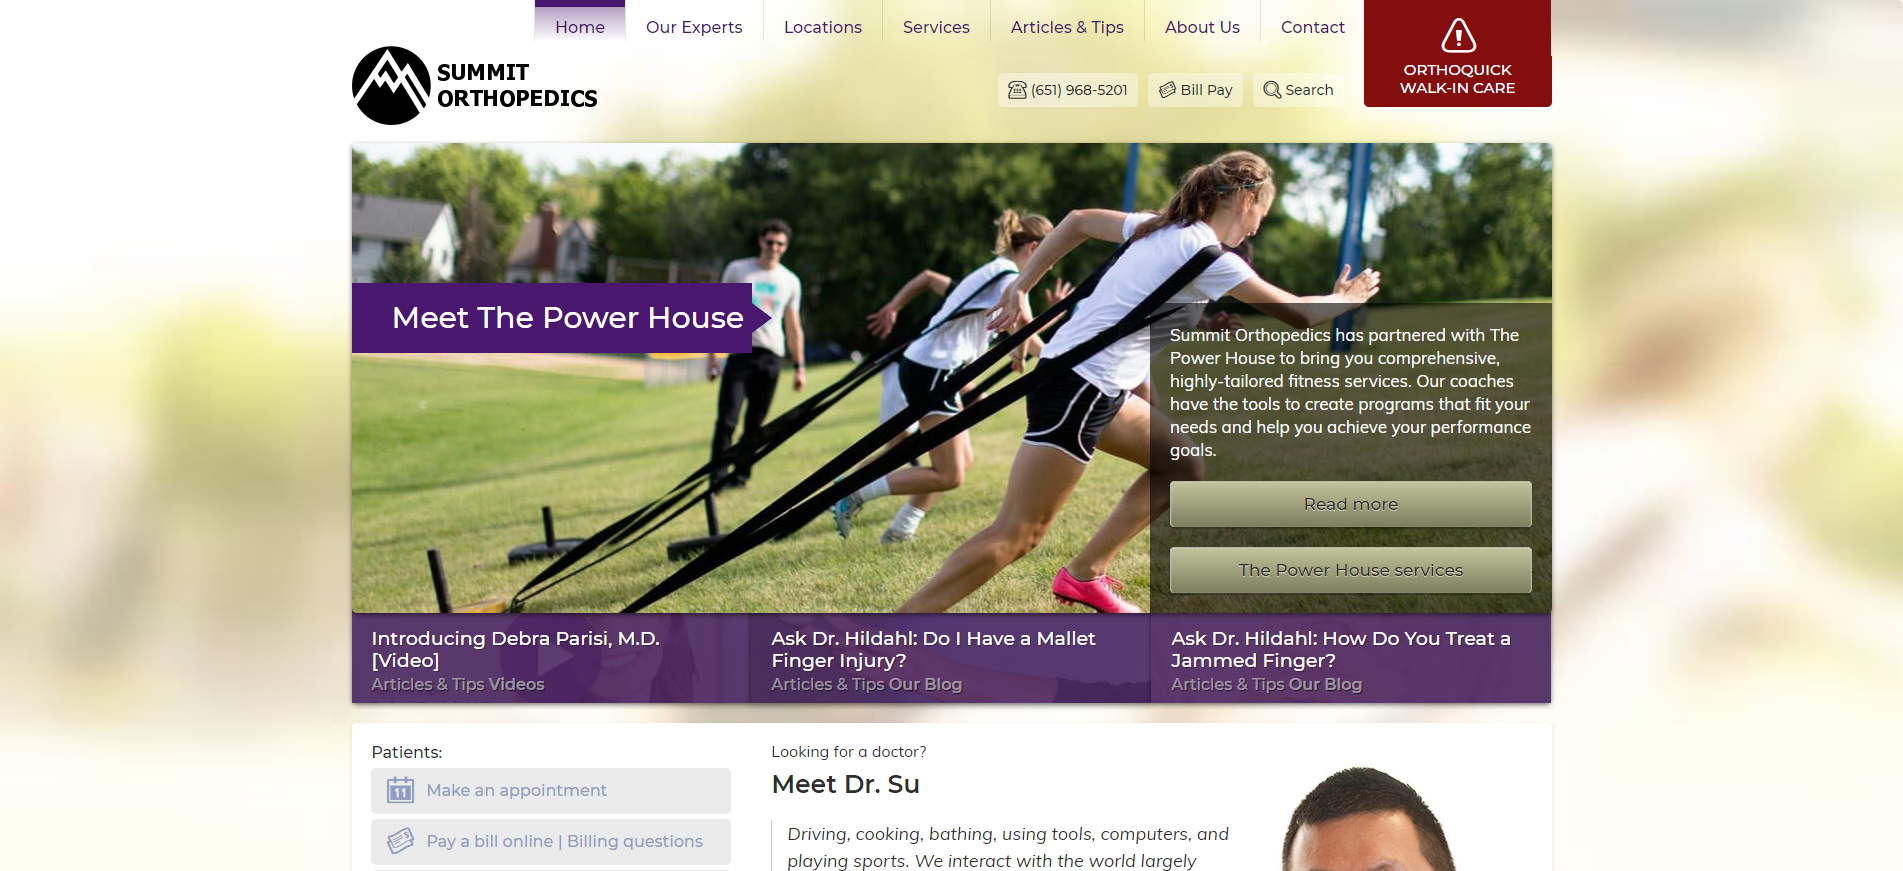 Home
Our Experts
Locations
Services
Articles & Tips
About Us
Contact
ORTHOQUICK
WALK-IN CARE
SUMMIT
ORTHOPEDICS
(651) 968-5201
Bill Pay
Search
Meet The Power House
Summit Orthopedics has partnered with The
Power House to bring you comprehensive,
highly-tailored fitness services. Our coaches
have the tools to create programs that fit your
needs and help you achieve your performance
goals.
Read more
The Power House services
Introducing Debra Parisi, M.D.
[Video]
Articles & Tips Videos
Ask Dr. Hildahl: Do I Have a Mallet
Finger Injury?
Articles & Tips Our Blog
Ask Dr. Hildahl: How Do You Treat a
Jammed Finger?
Articles & Tips Our Blog
Patients:
11
Make an appointment
Pay a bill online | Billing questions
Looking for a doctor?
Meet Dr. Su
Driving, cooking, bathing, using tools, computers, and
playing sports. We interact with the world largely